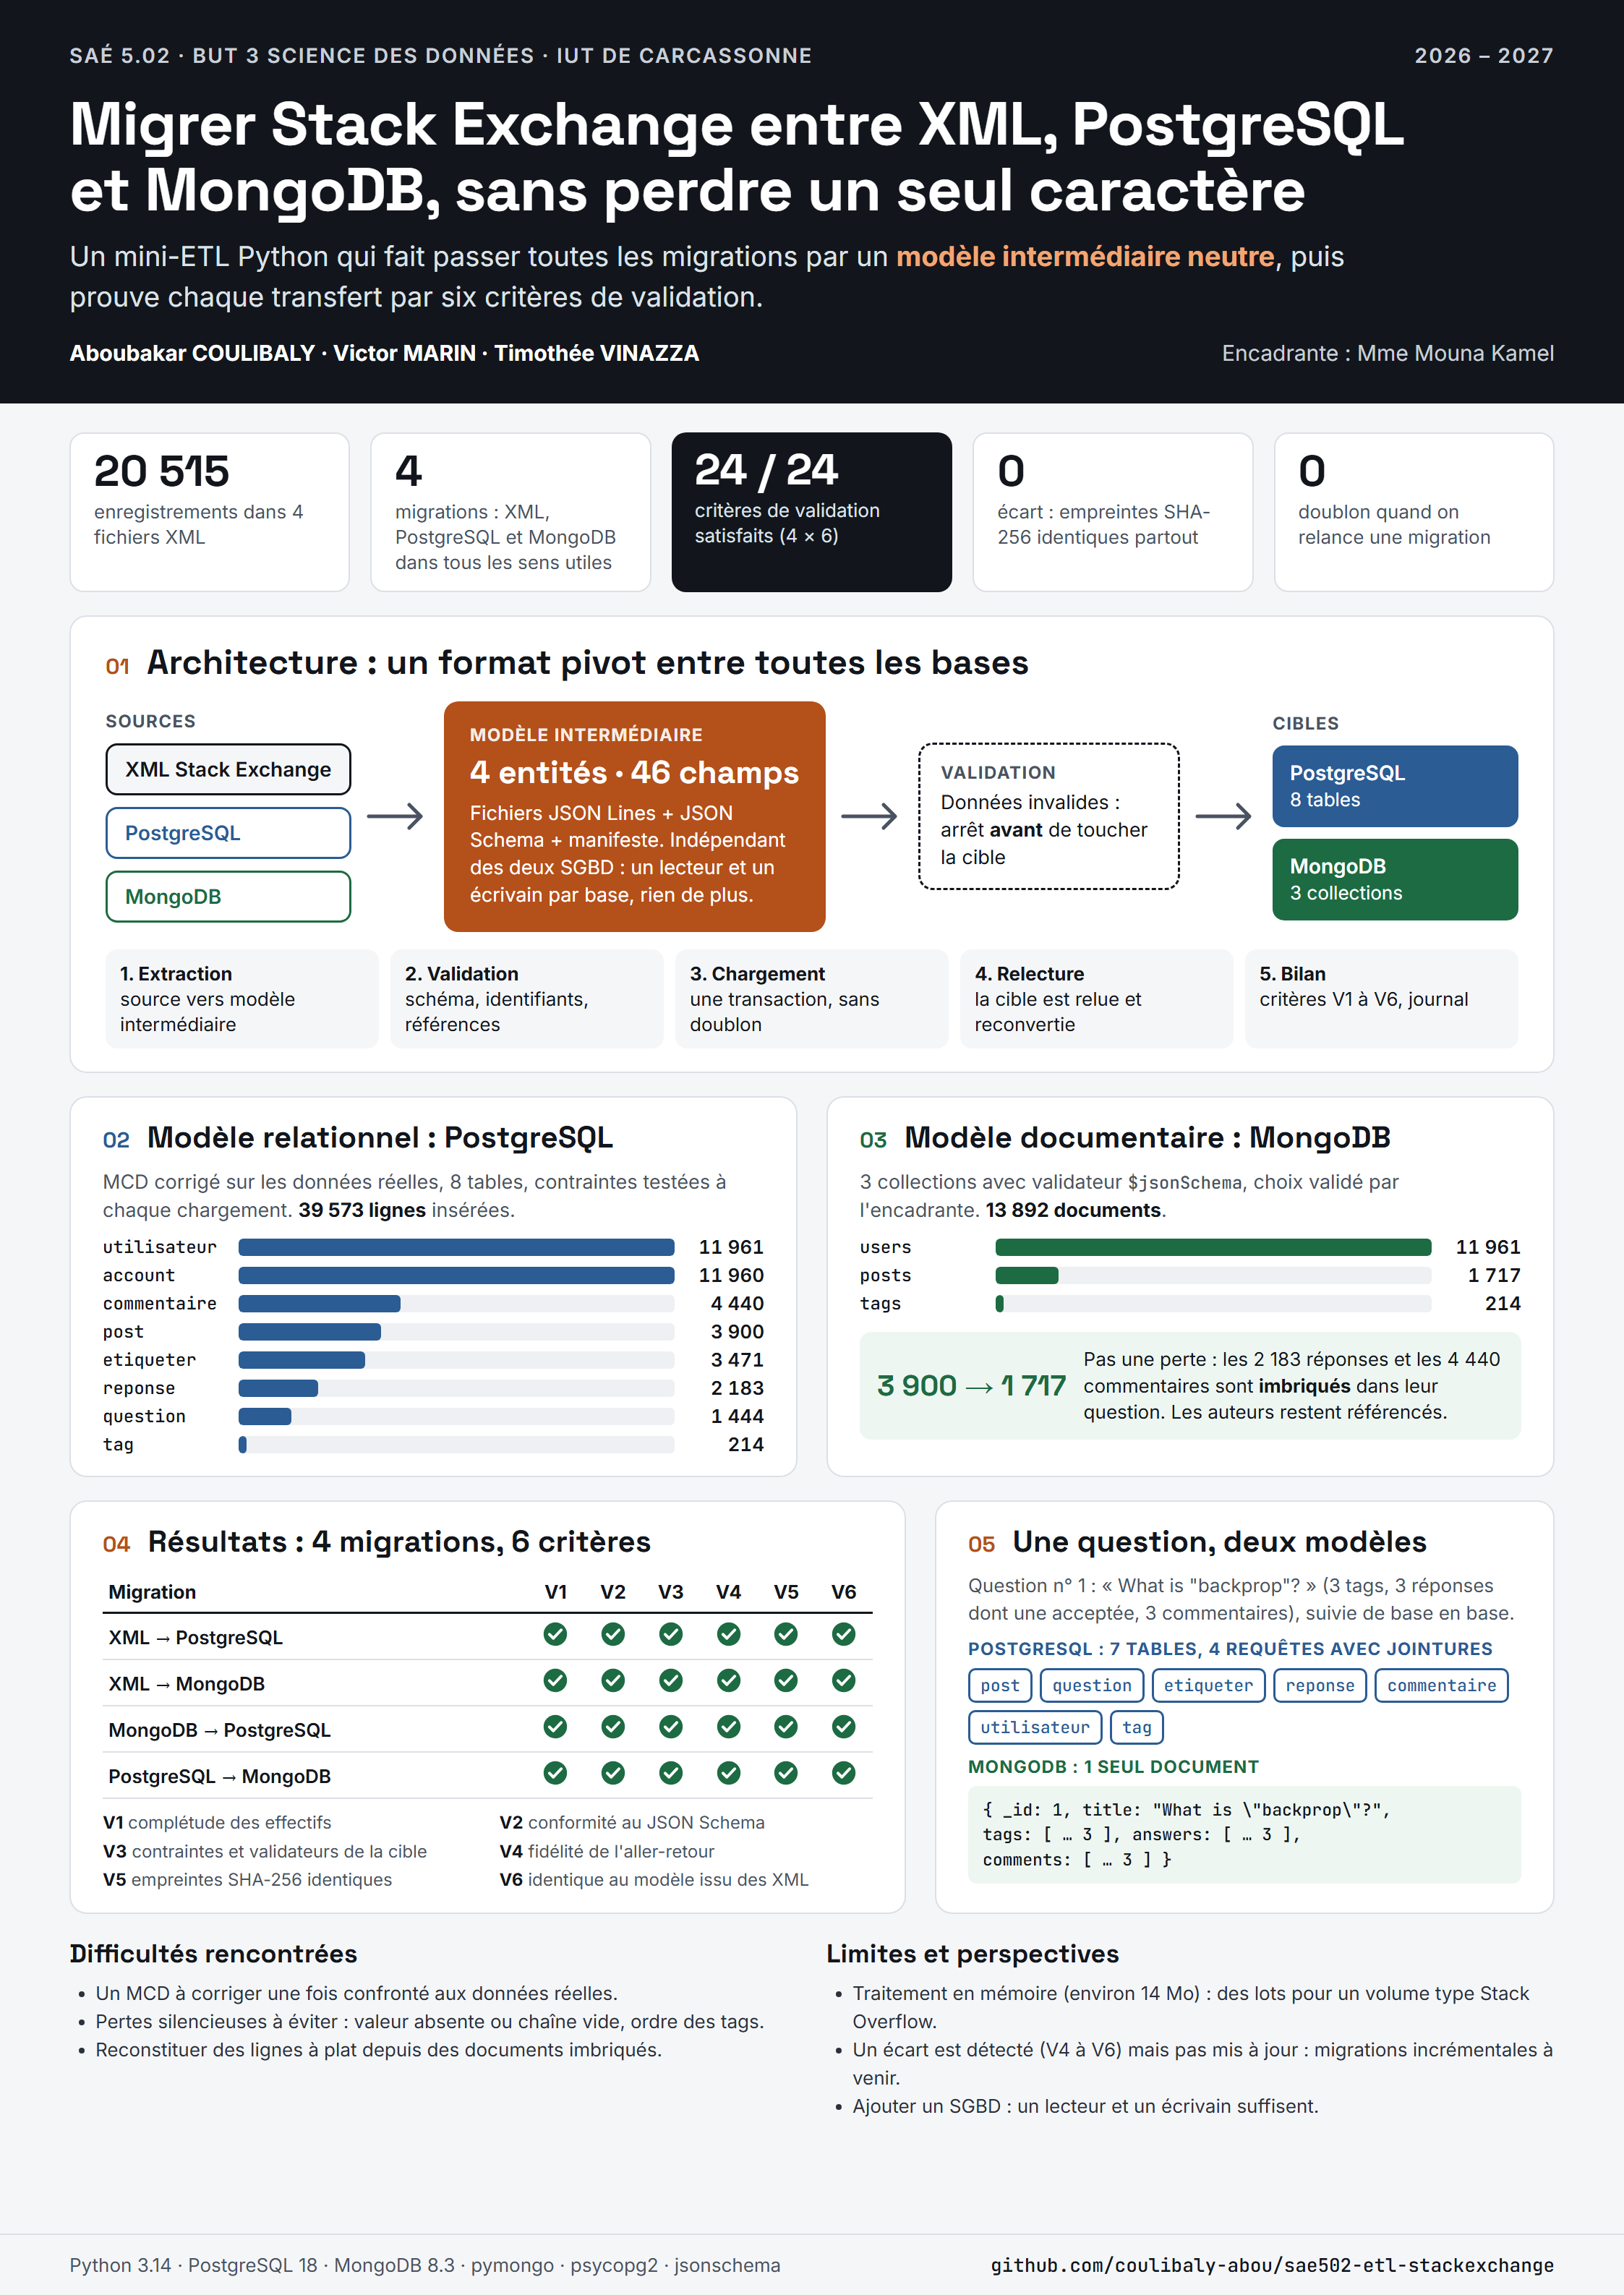 SAÉ 5.02 · BUT 3 SCIENCE DES DONNÉES · IUT DE CARCASSONNE
2026 – 2027
Migrer Stack Exchange entre XML, PostgreSQL
et MongoDB, sans perdre un seul caractère
Un mini-ETL Python qui fait passer toutes les migrations par un modèle intermédiaire neutre, puis
prouve chaque transfert par six critères de validation.
Aboubakar COULIBALY · Victor MARIN · Timothée VINAZZA
Encadrante : Mme Mouna Kamel
20 515
enregistrements dans 4
fichiers XML
4
migrations : XML,
PostgreSQL et MongoDB
dans tous les sens utiles
24 / 24
critères de validation
satisfaits (4 × 6)
0
écart : empreintes SHA-
256 identiques partout
0
doublon quand on
relance une migration
01 Architecture : un format pivot entre toutes les bases
SOURCES
XML Stack Exchange
PostgreSQL
MongoDB
MODÈLE INTERMÉDIAIRE
4 entités · 46 champs
Fichiers JSON Lines + JSON
Schema + manifeste. Indépendant
des deux SGBD : un lecteur et un
écrivain par base, rien de plus.
VALIDATION
Données invalides :
arrêt avant de toucher
la cible
CIBLES
PostgreSQL
8 tables
MongoDB
3 collections
1. Extraction
source vers modèle
intermédiaire
2. Validation
schéma, identifiants,
références
3. Chargement
une transaction, sans
doublon
4. Relecture
la cible est relue et
reconvertie
5. Bilan
critères V1 à V6, journal
02 Modèle relationnel : PostgreSQL
MCD corrigé sur les données réelles, 8 tables, contraintes testées à
chaque chargement. 39 573 lignes insérées.
utilisateur 11 961
account 11 960
commentaire 4 440
post 3 900
etiqueter 3 471
reponse 2 183
question 1 444
tag 214
03 Modèle documentaire : MongoDB
3 collections avec validateur $jsonSchema, choix validé par
l'encadrante. 13 892 documents.
users 11 961
posts 1 717
tags 214
3 900 → 1 717
Pas une perte : les 2 183 réponses et les 4 440
commentaires sont imbriqués dans leur
question. Les auteurs restent référencés.
04 Résultats : 4 migrations, 6 critères
Migration V1 V2 V3 V4 V5 V6
XML → PostgreSQL
XML → MongoDB
MongoDB → PostgreSQL
PostgreSQL → MongoDB
V1 complétude des effectifs
V2 conformité au JSON Schema
V3 contraintes et validateurs de la cible
V4 fidélité de l'aller-retour
V5 empreintes SHA-256 identiques
V6 identique au modèle issu des XML
05 Une question, deux modèles
Question n° 1 : « What is "backprop"? » (3 tags, 3 réponses
dont une acceptée, 3 commentaires), suivie de base en base.
POSTGRESQL : 7 TABLES, 4 REQUÊTES AVEC JOINTURES
post question etiqueter reponse commentaire
utilisateur tag
MONGODB : 1 SEUL DOCUMENT
{ _id: 1, title: "What is \"backprop\"?",
tags: [ … 3 ], answers: [ … 3 ],
comments: [ … 3 ] }
Difficultés rencontrées
• Un MCD à corriger une fois confronté aux données réelles.
• Pertes silencieuses à éviter : valeur absente ou chaîne vide, ordre des tags.
• Reconstituer des lignes à plat depuis des documents imbriqués.
Limites et perspectives
• Traitement en mémoire (environ 14 Mo) : des lots pour un volume type Stack
Overflow.
• Un écart est détecté (V4 à V6) mais pas mis à jour : migrations incrémentales à
venir.
• Ajouter un SGBD : un lecteur et un écrivain suffisent.
Python 3.14 · PostgreSQL 18 · MongoDB 8.3 · pymongo · psycopg2 · jsonschema
github.com/coulibaly-abou/sae502-etl-stackexchange